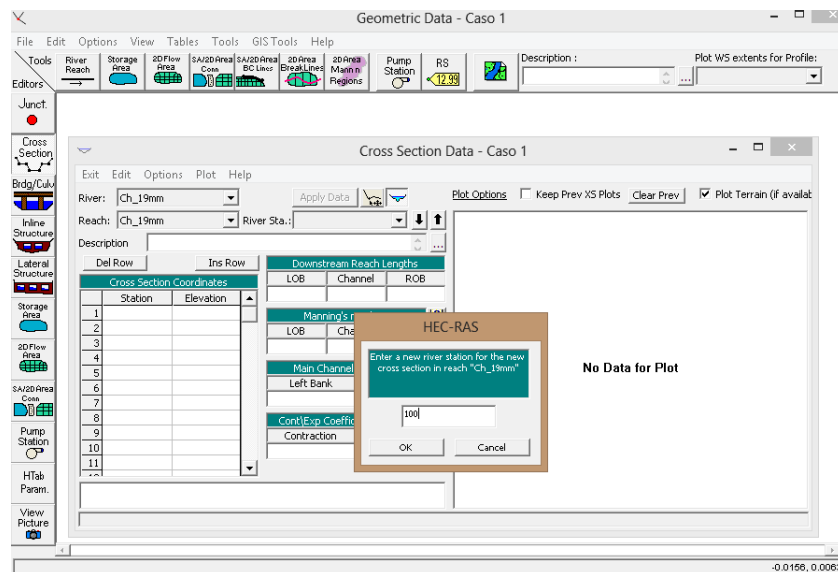 Geometric Data - Caso 1
File Edit Options View Tables Tools GIS Tools Help
Tools
Editors
River
Reach
Storage
Area
2D Flow
Area
SA/2D Area
Conn
SA/2D Area
BC Lines
2D Area
BreakLines
2D Area
Mann n
Regions
Pump
Station
RS
12.99
Description :
...
Plot WS extents for Profile:
Junct.
Cross
Section
Brdg/Culv
Inline
Structure
Lateral
Structure
Storage
Area
2D Flow
Area
SA/2D Area
Conn
Pump
Station
HTab
Param.
View
Picture
Cross Section Data - Caso 1
Exit Edit Options Plot Help
River: Ch_19mm
Apply Data
Plot Options Keep Prev XS Plots Clear Prev Plot Terrain (if availab
Reach: Ch_19mm River Sta.:
Description
...
Del Row Ins Row
Cross Section Coordinates
Station Elevation
1
2
3
4
5
6
7
8
9
10
11
Downstream Reach Lengths
LOB Channel ROB
LOB
Main Channel
Left Bank
Contraction
HEC-RAS
Enter a new river station for the new
cross section in reach "Ch_19mm"
100
OK Cancel
No Data for Plot